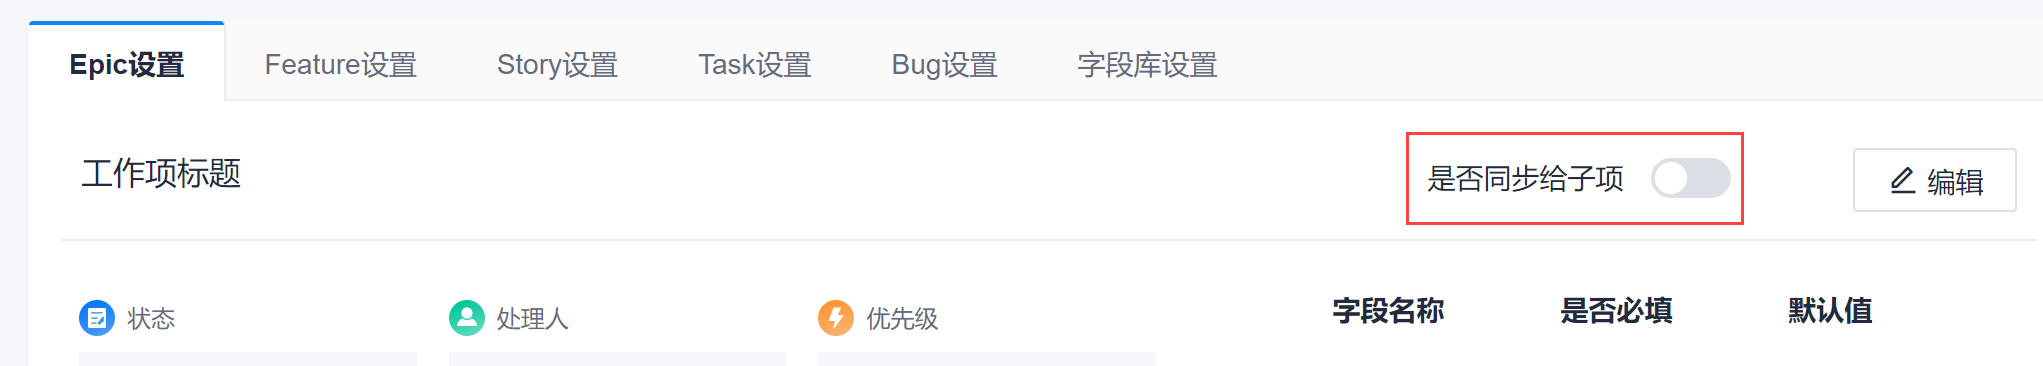 Epic设置 Feature设置 Story设置 Task设置 Bug设置 字段库设置
工作项标题 是否同步给子项 编辑
状态 处理人 优先级 字段名称 是否必填 默认值